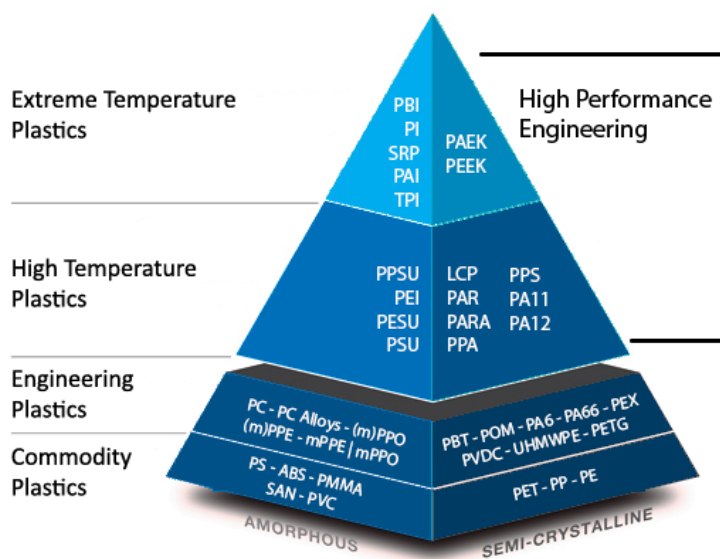 Extreme Temperature
Plastics
PBI
PI
SRP
PAI
TPI
PAEK
PEEK
High Performance
Engineering
High Temperature
Plastics
PPSU
PEI
PESU
PSU
LCP
PAR
PARA
PPA
PPS
PA11
PA12
Engineering
Plastics
PC - PC Alloys - (m)PPO
(m)PPE - mPPE | mPPO
PBT - POM - PA6 - PA66 - PEX
PVDC - UHMWPE - PETG
Commodity
Plastics
PS - ABS - PMMA
SAN - PVC
PET - PP - PE
AMORPHOUS
SEMI-CRYSTALLINE